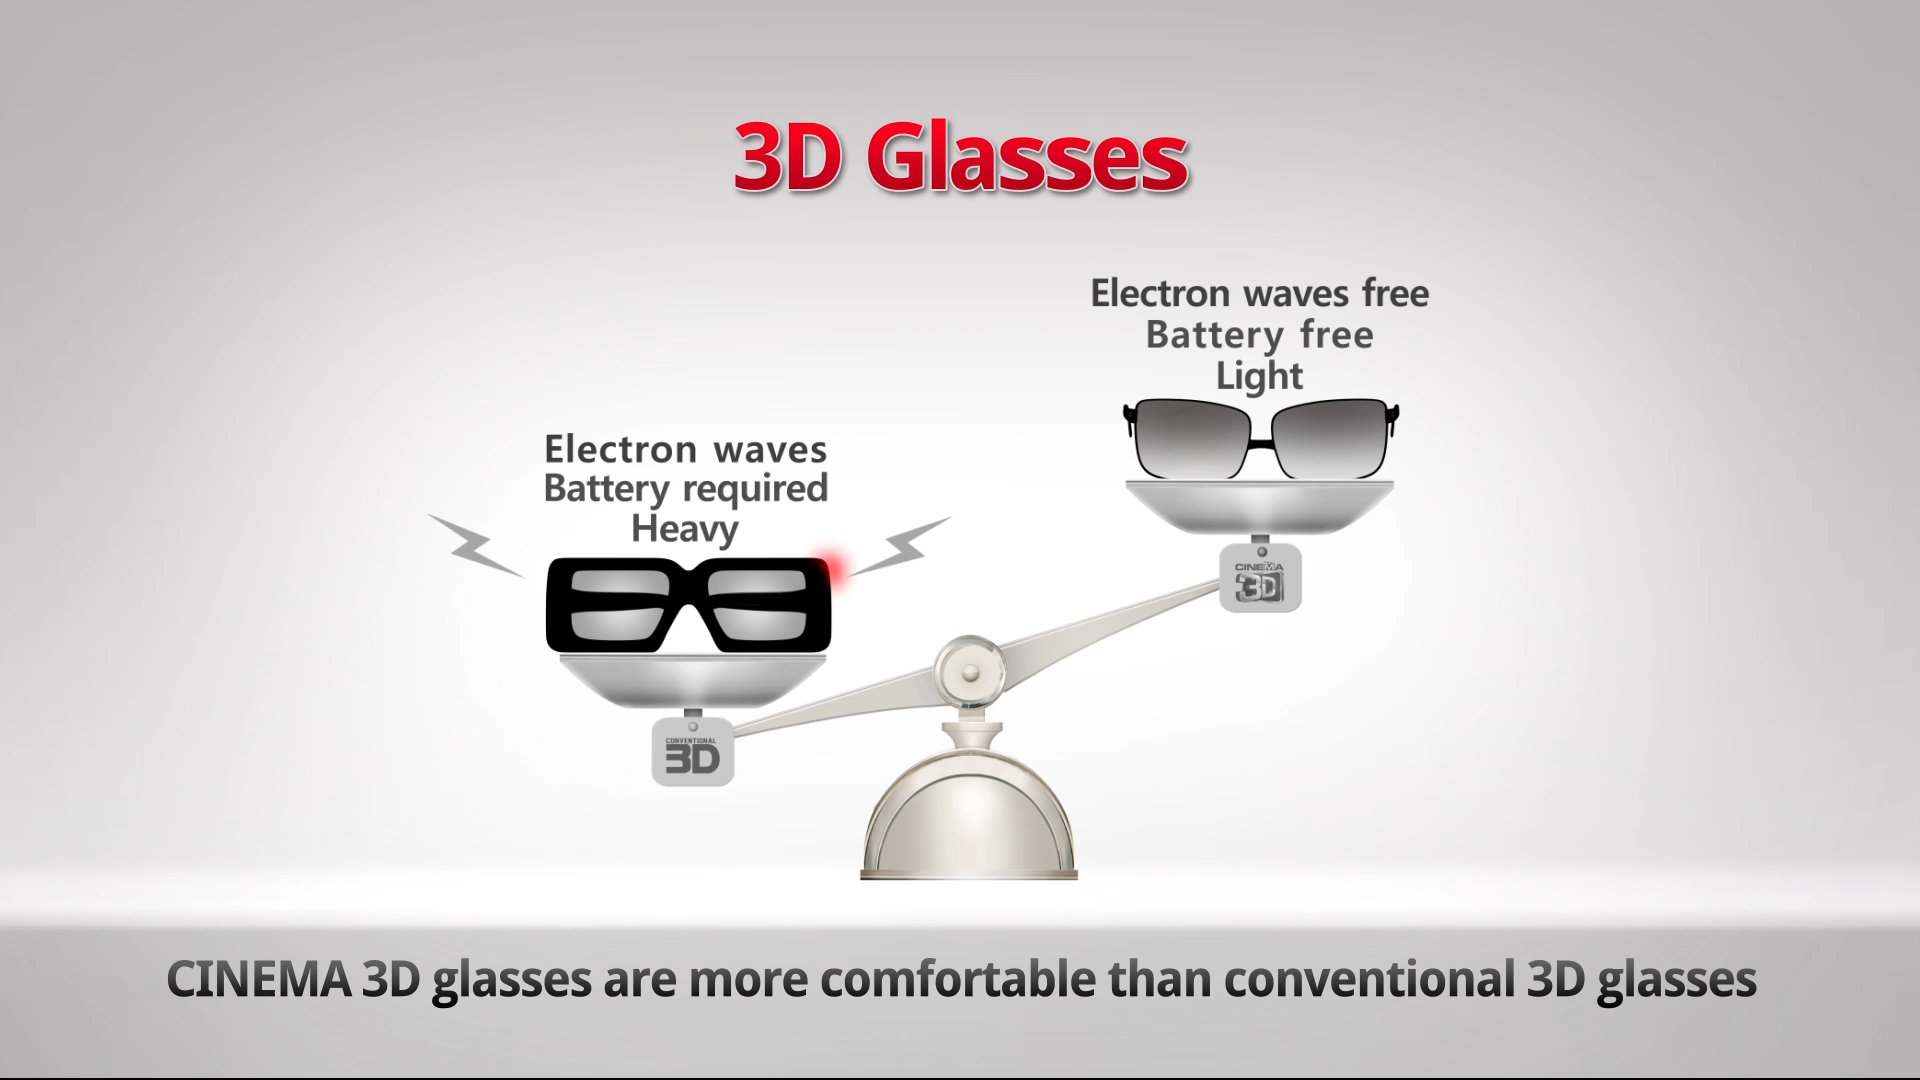 3D Glasses
Electron waves free
Battery free
Light
Electron waves
Battery required
Heavy
CINEMA
3D
CONVENTIONAL
3D
CINEMA 3D glasses are more comfortable than conventional 3D glasses